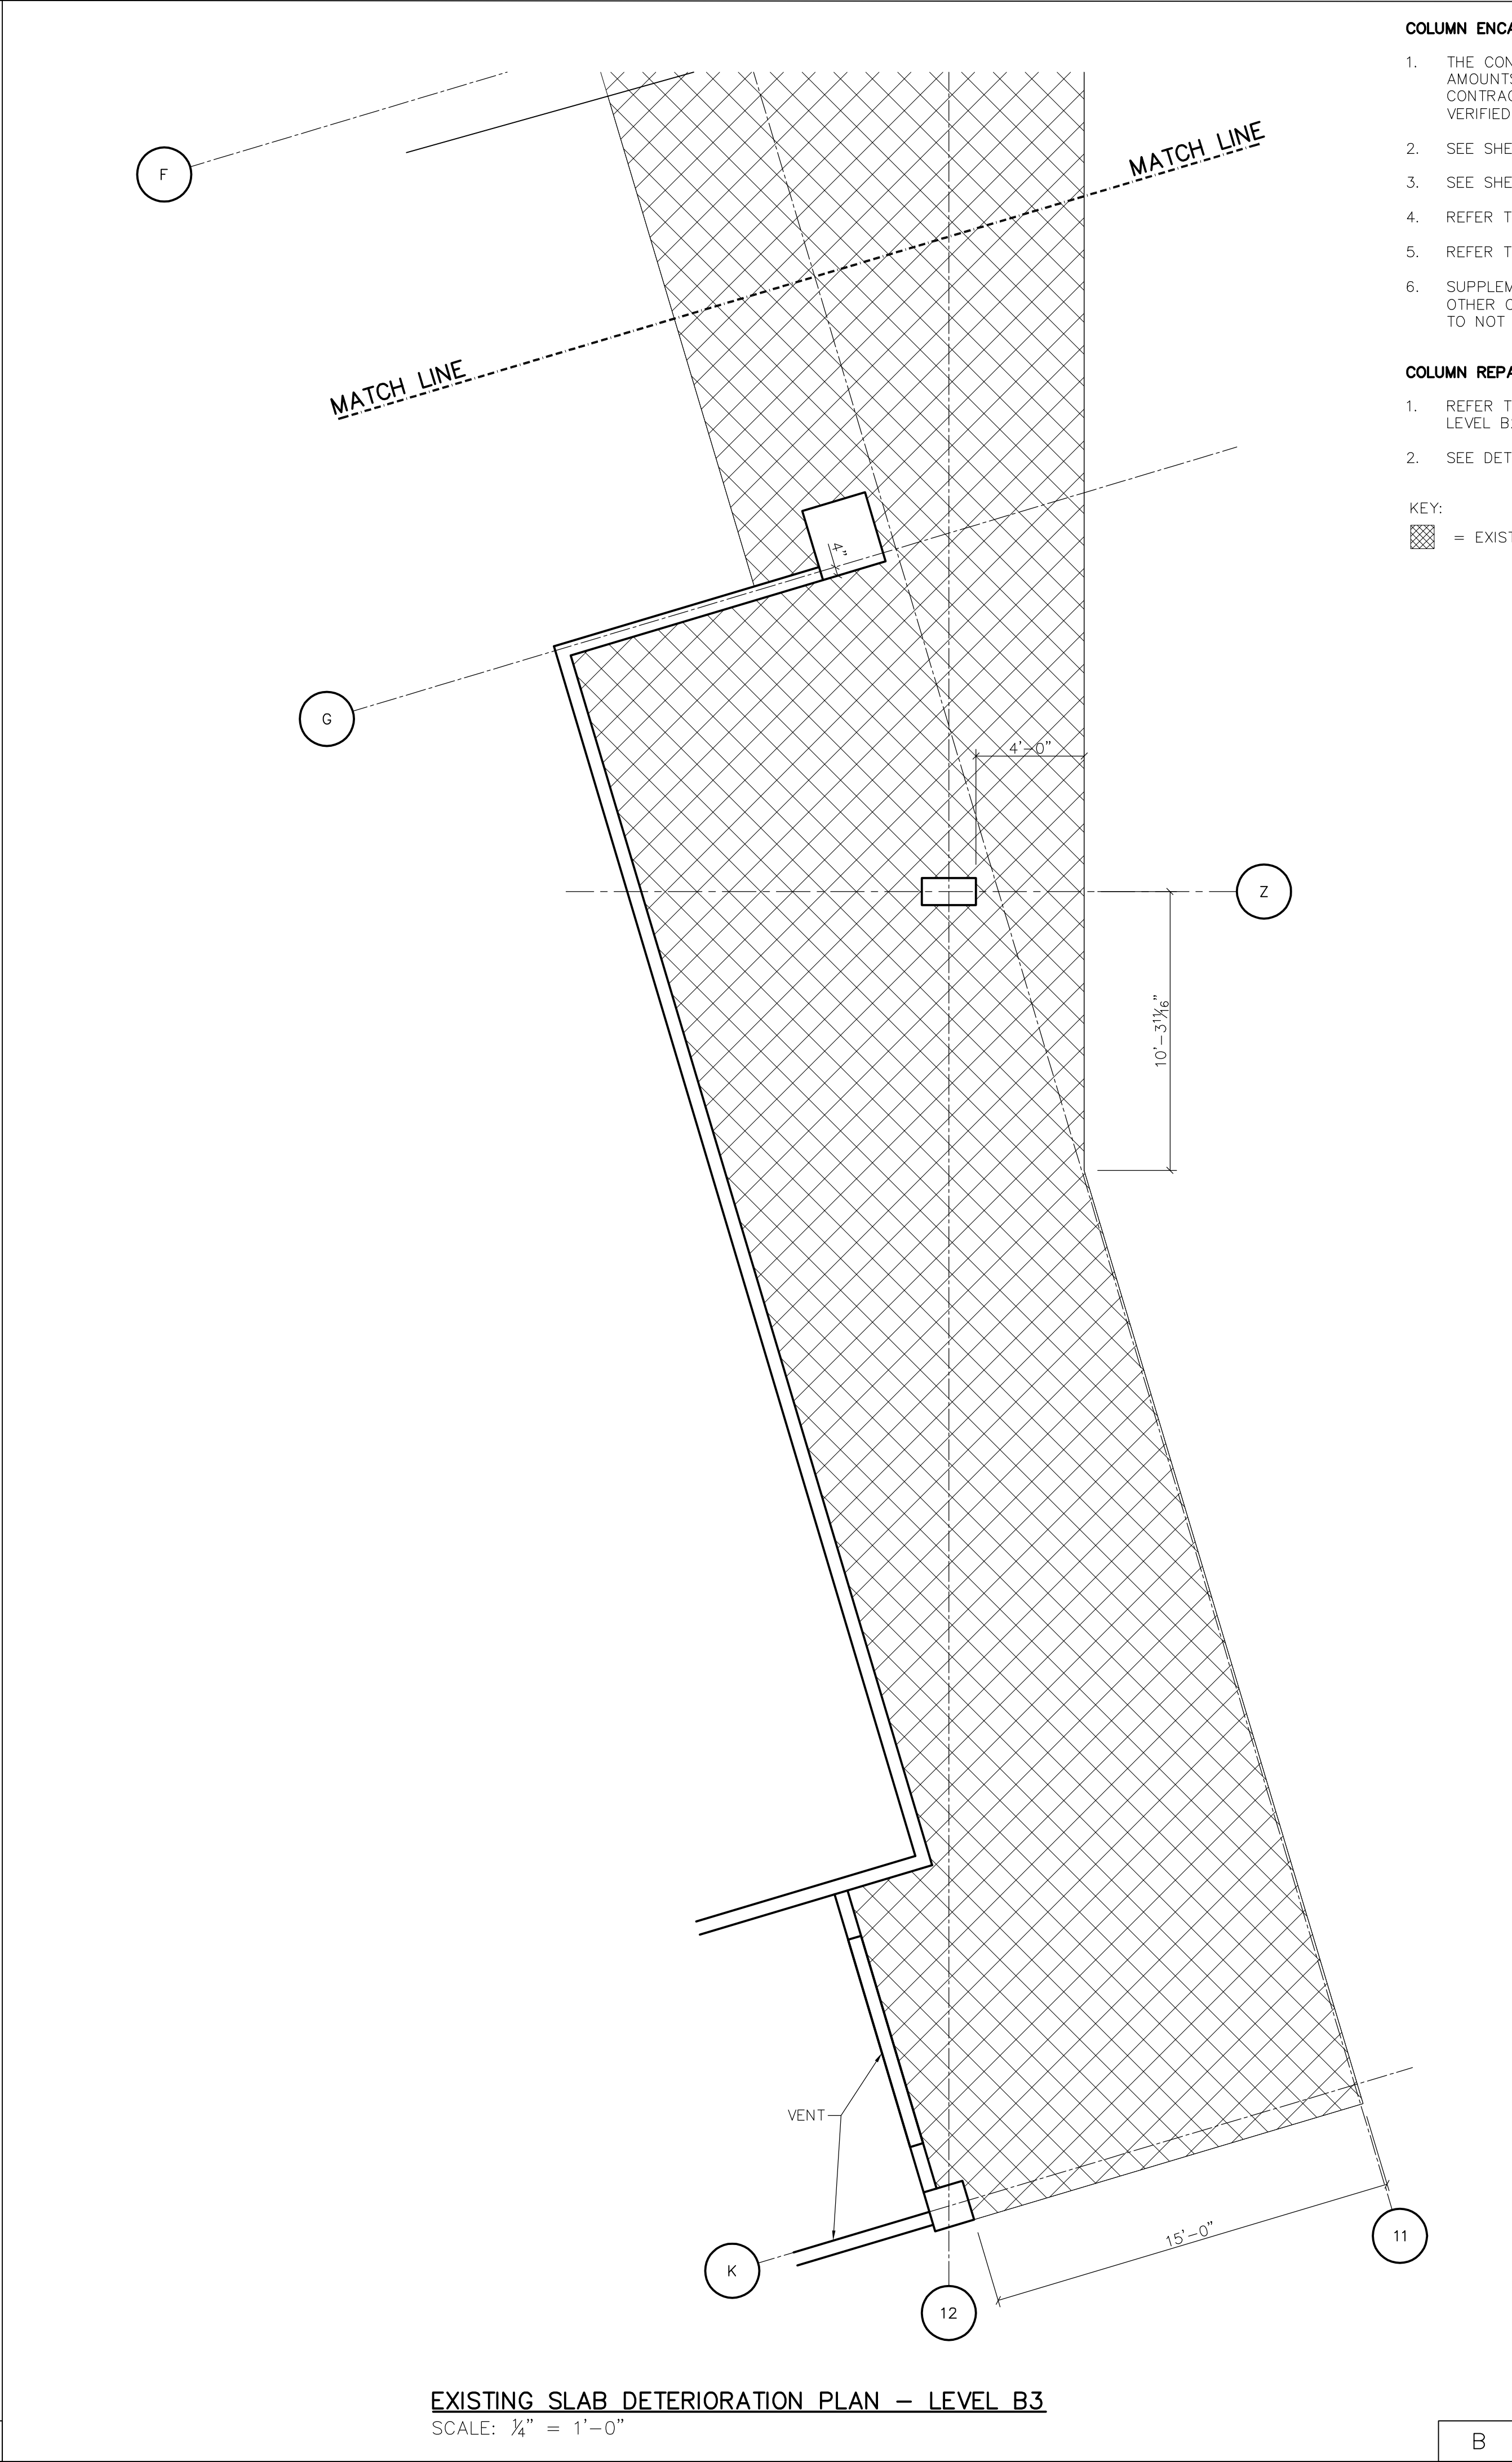 COLUMN ENCA
1. THE CON
AMOUNTS
CONTRAC
VERIFIED
2. SEE SHE
3. SEE SHE
4. REFER T
5. REFER T
6. SUPPLEM
OTHER C
TO NOT
COLUMN REPA
1. REFER T
LEVEL B
2. SEE DET
KEY:
= EXIST
F
MATCH LINE
MATCH LINE
4"
G
4'-0"
Z
10'-3 11/16"
VENT
15'-0"
K
12
11
EXISTING SLAB DETERIORATION PLAN – LEVEL B3
SCALE: ¼" = 1'-0"
B